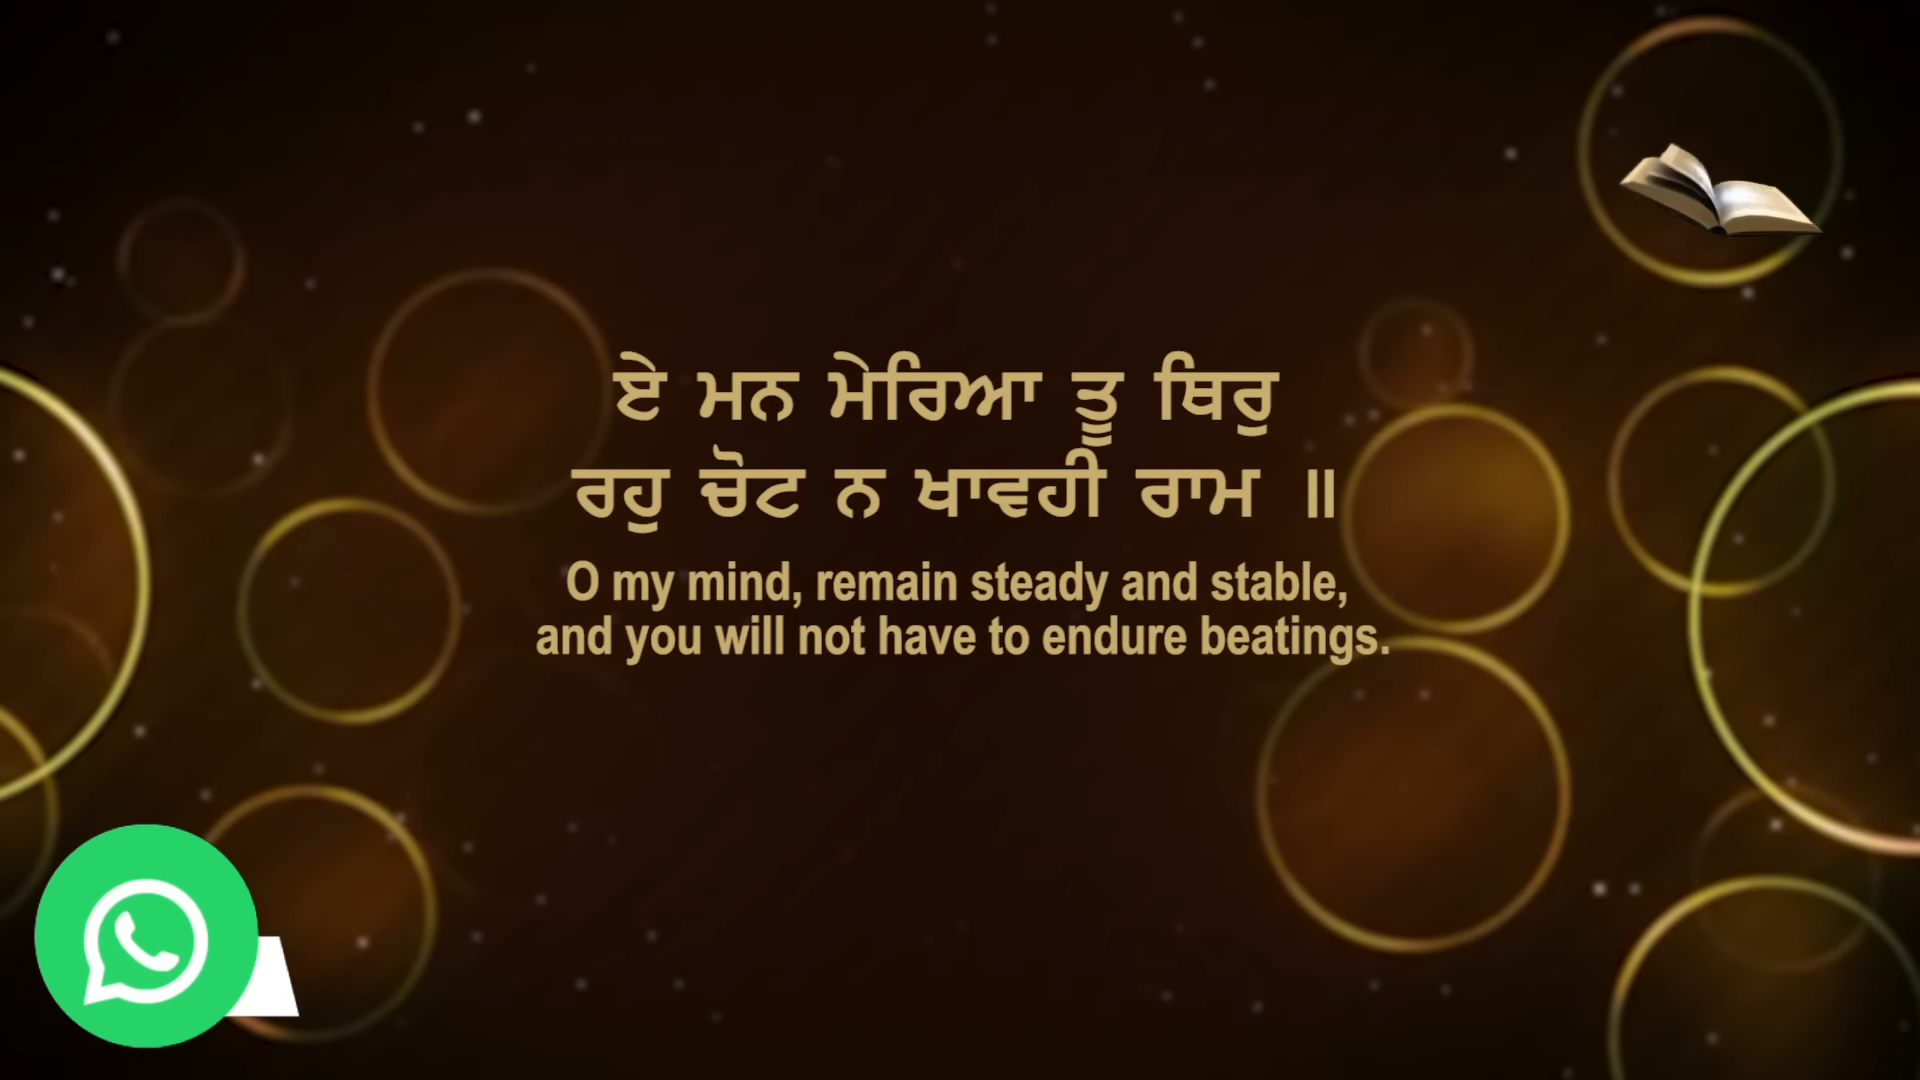 ਏ ਮਨ ਮੇਰਿਆ ਤੂ ਥਿਰੁ
ਰਹੁ ਚੋਟ ਨ ਖਾਵਹੀ ਰਾਮ ॥
O my mind, remain steady and stable,
and you will not have to endure beatings.